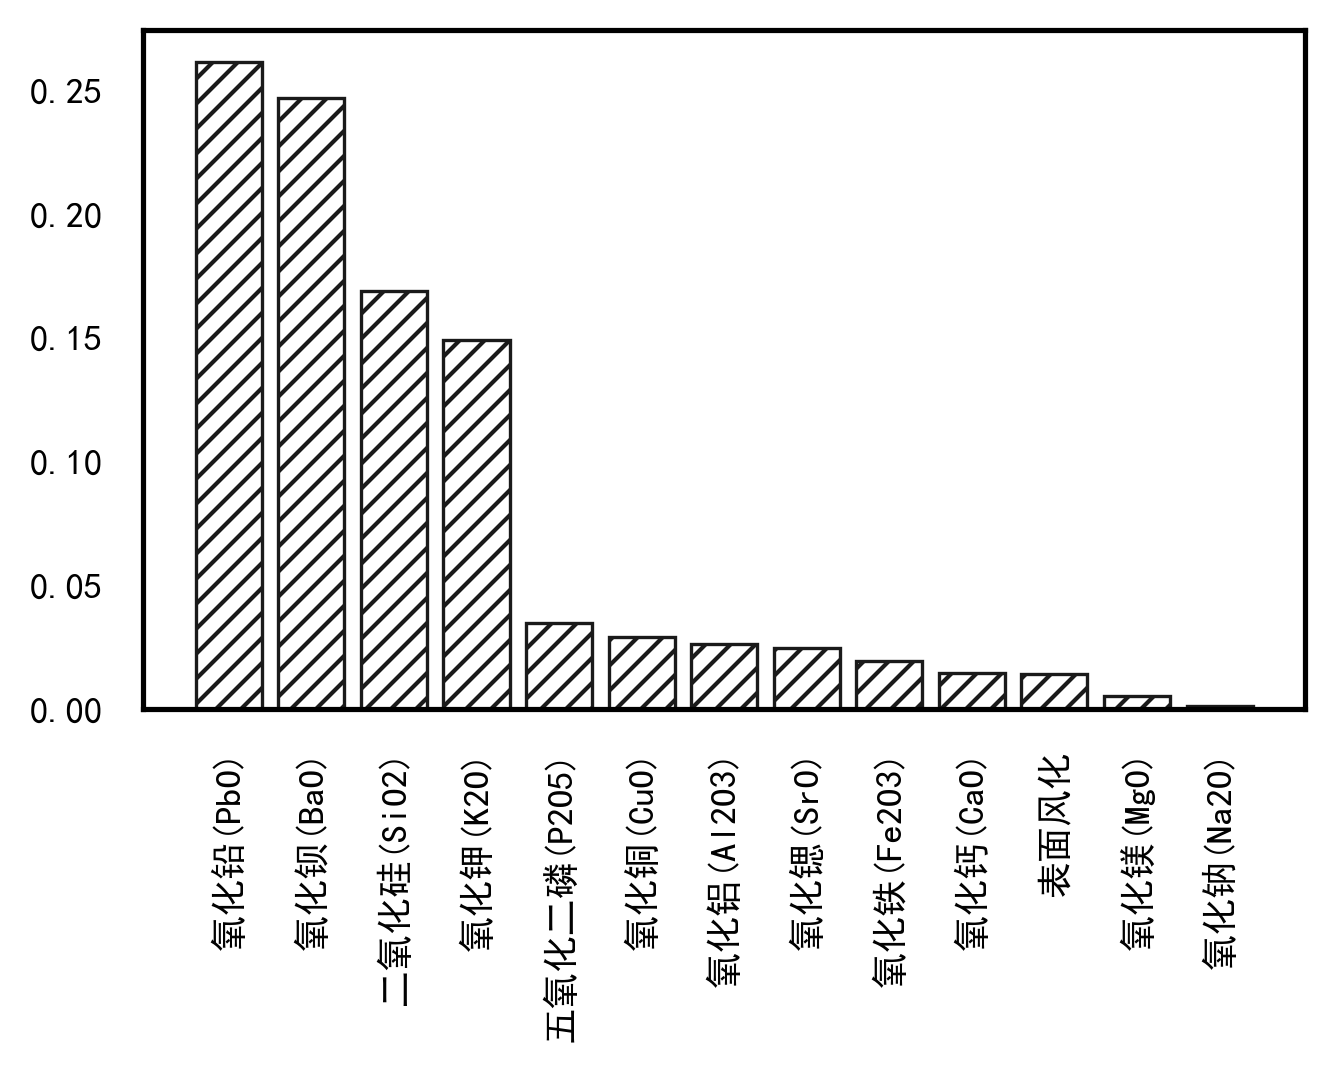 0.25
0.20
0.15
0.10
0.05
0.00
氧化铅(PbO)
氧化钡(BaO)
二氧化硅(SiO2)
氧化钾(K2O)
五氧化二磷(P2O5)
氧化铜(CuO)
氧化铝(Al2O3)
氧化锶(SrO)
氧化铁(Fe2O3)
氧化钙(CaO)
表面风化
氧化镁(MgO)
氧化钠(Na2O)